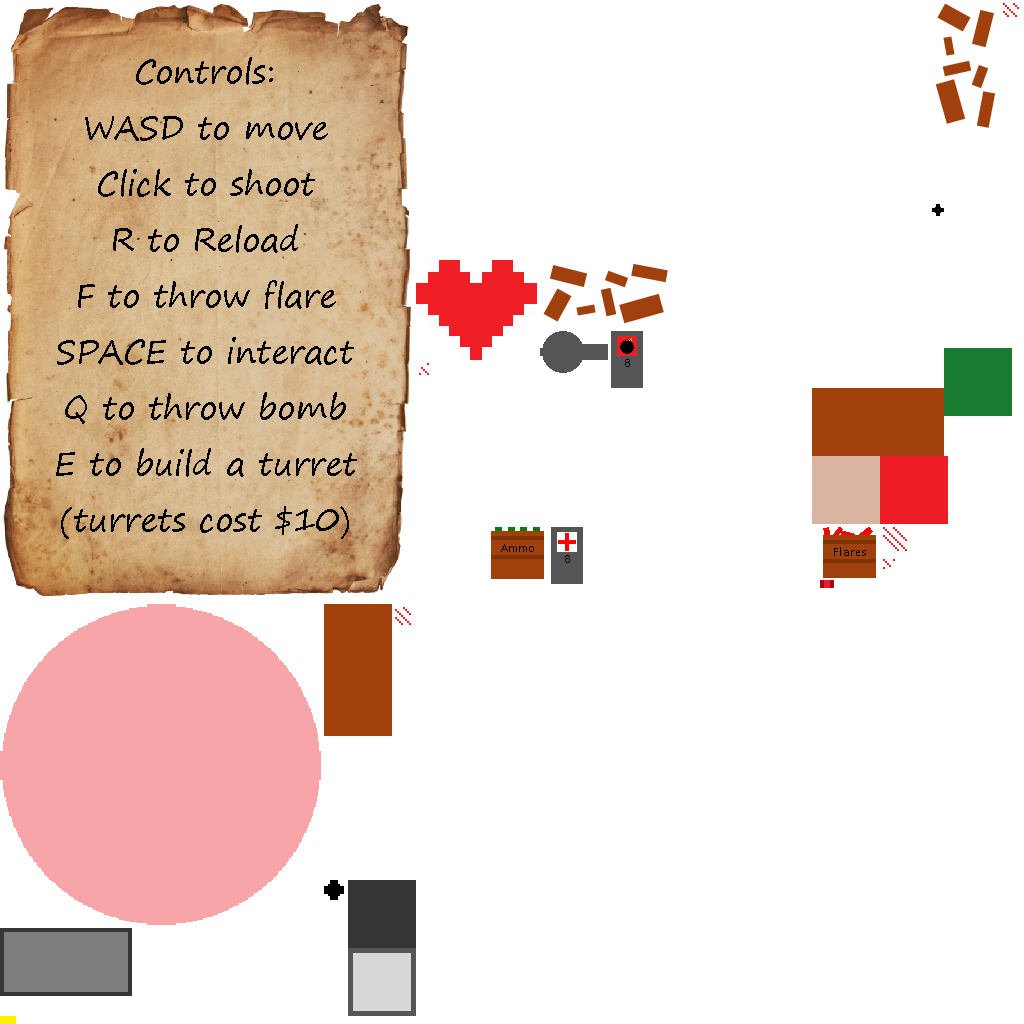 Controls:
WASD to move
Click to shoot
R to Reload
F to throw flare
SPACE to interact
Q to throw bomb
E to build a turret
(turrets cost $10)
8
Ammo
8
Flares